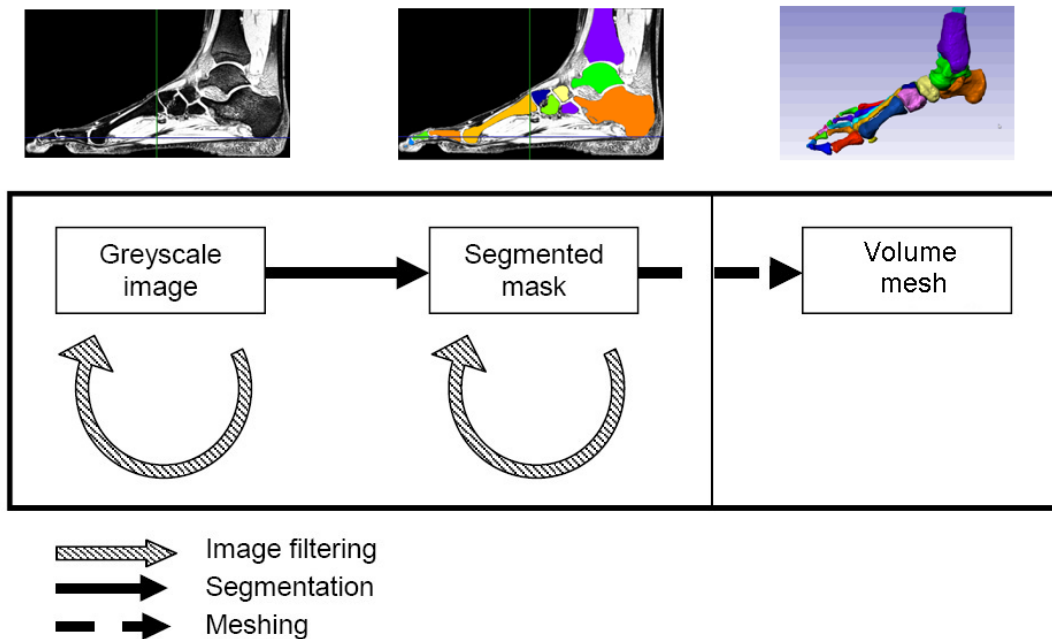 Greyscale
image
Segmented
mask
Volume
mesh
Image filtering
Segmentation
Meshing